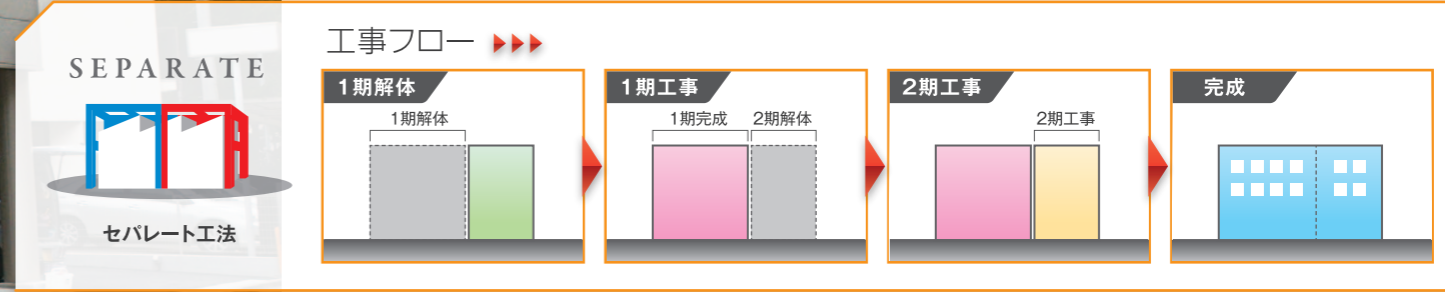 SEPARATE
セパレート工法
工事フロー
1期解体
1期解体
1期工事
1期完成
2期解体
2期工事
2期工事
完成